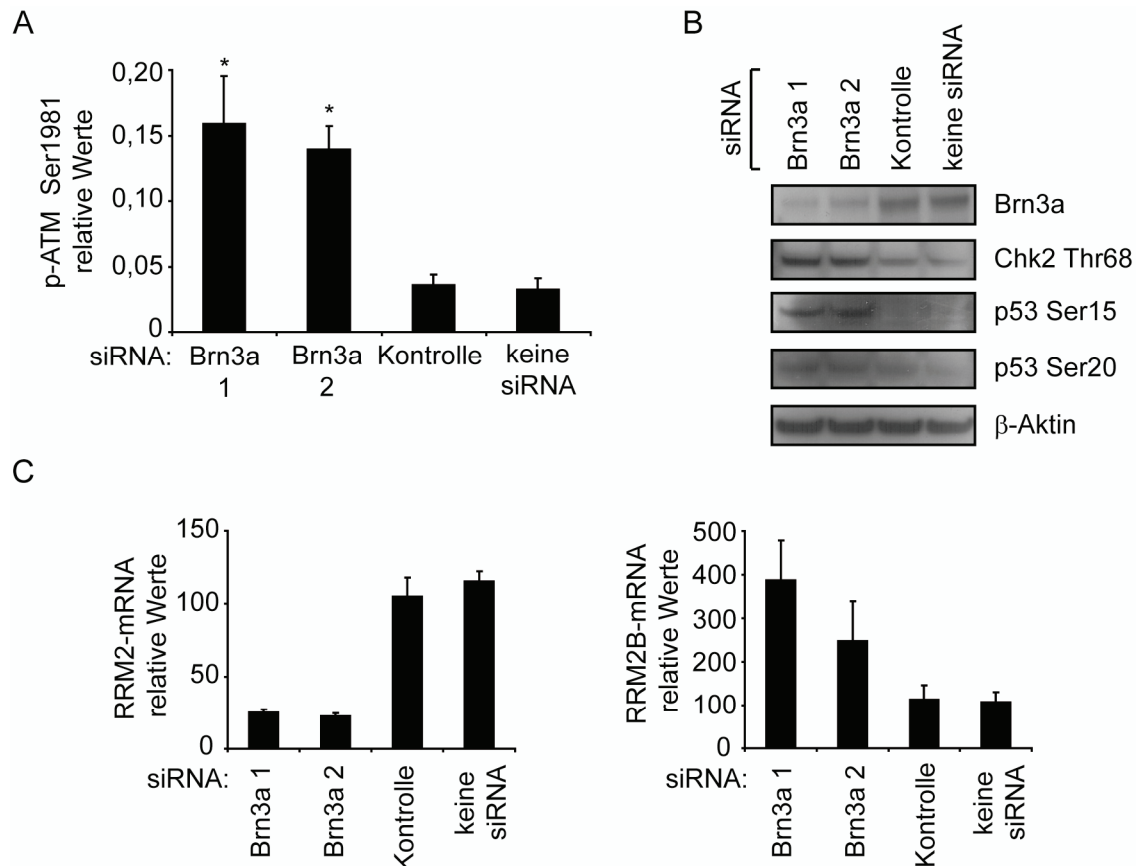 A
p-ATM Ser1981
relative Werte
0,20
0,15
0,10
0,05
0
*
*
siRNA:
Brn3a
1
Brn3a
2
Kontrolle
keine
siRNA
B
siRNA
Brn3a 1
Brn3a 2
Kontrolle
keine siRNA
Brn3a
Chk2 Thr68
p53 Ser15
p53 Ser20
β-Aktin
C
RRM2-mRNA
relative Werte
150
100
50
0
siRNA:
Brn3a 1
Brn3a 2
Kontrolle
keine
siRNA
RRM2B-mRNA
relative Werte
500
400
300
200
100
0
siRNA:
Brn3a 1
Brn3a 2
Kontrolle
keine
siRNA